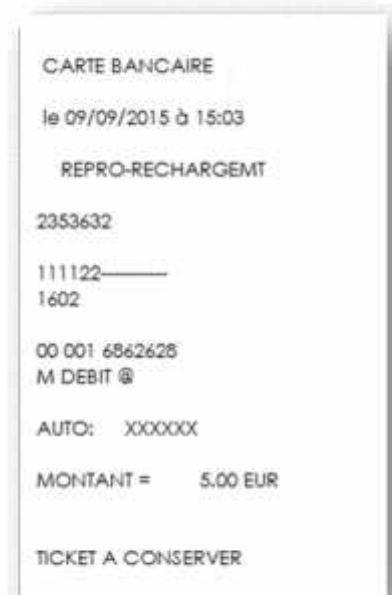 CARTE BANCAIRE
le 09/09/2015 à 15:03
REPRO-RECHARGEMT
2353632
111122----------
1602
00 001 6862628
M DEBIT @
AUTO: XXXXXX
MONTANT = 5.00 EUR
TICKET A CONSERVER